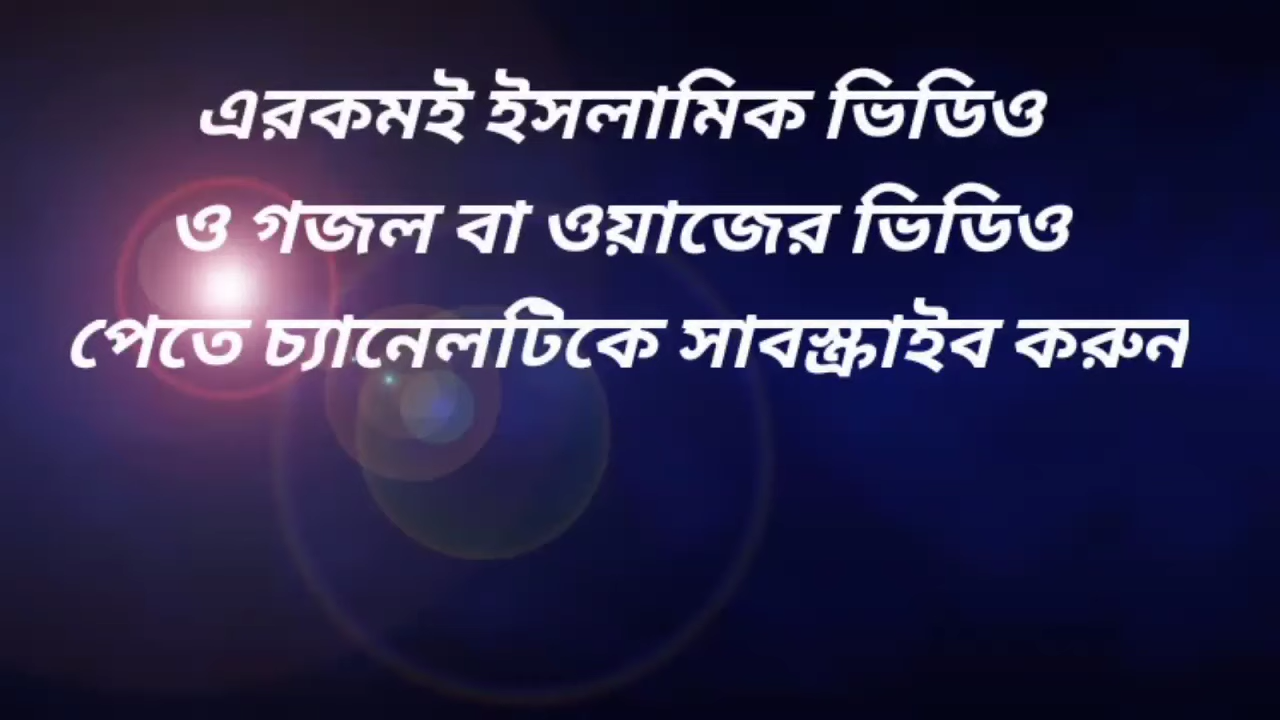 এরকমই ইসলামিক ভিডিও
ও গজল বা ওয়াজের ভিডিও
পেতে চ্যানেলটিকে সাবস্ক্রাইব করুন